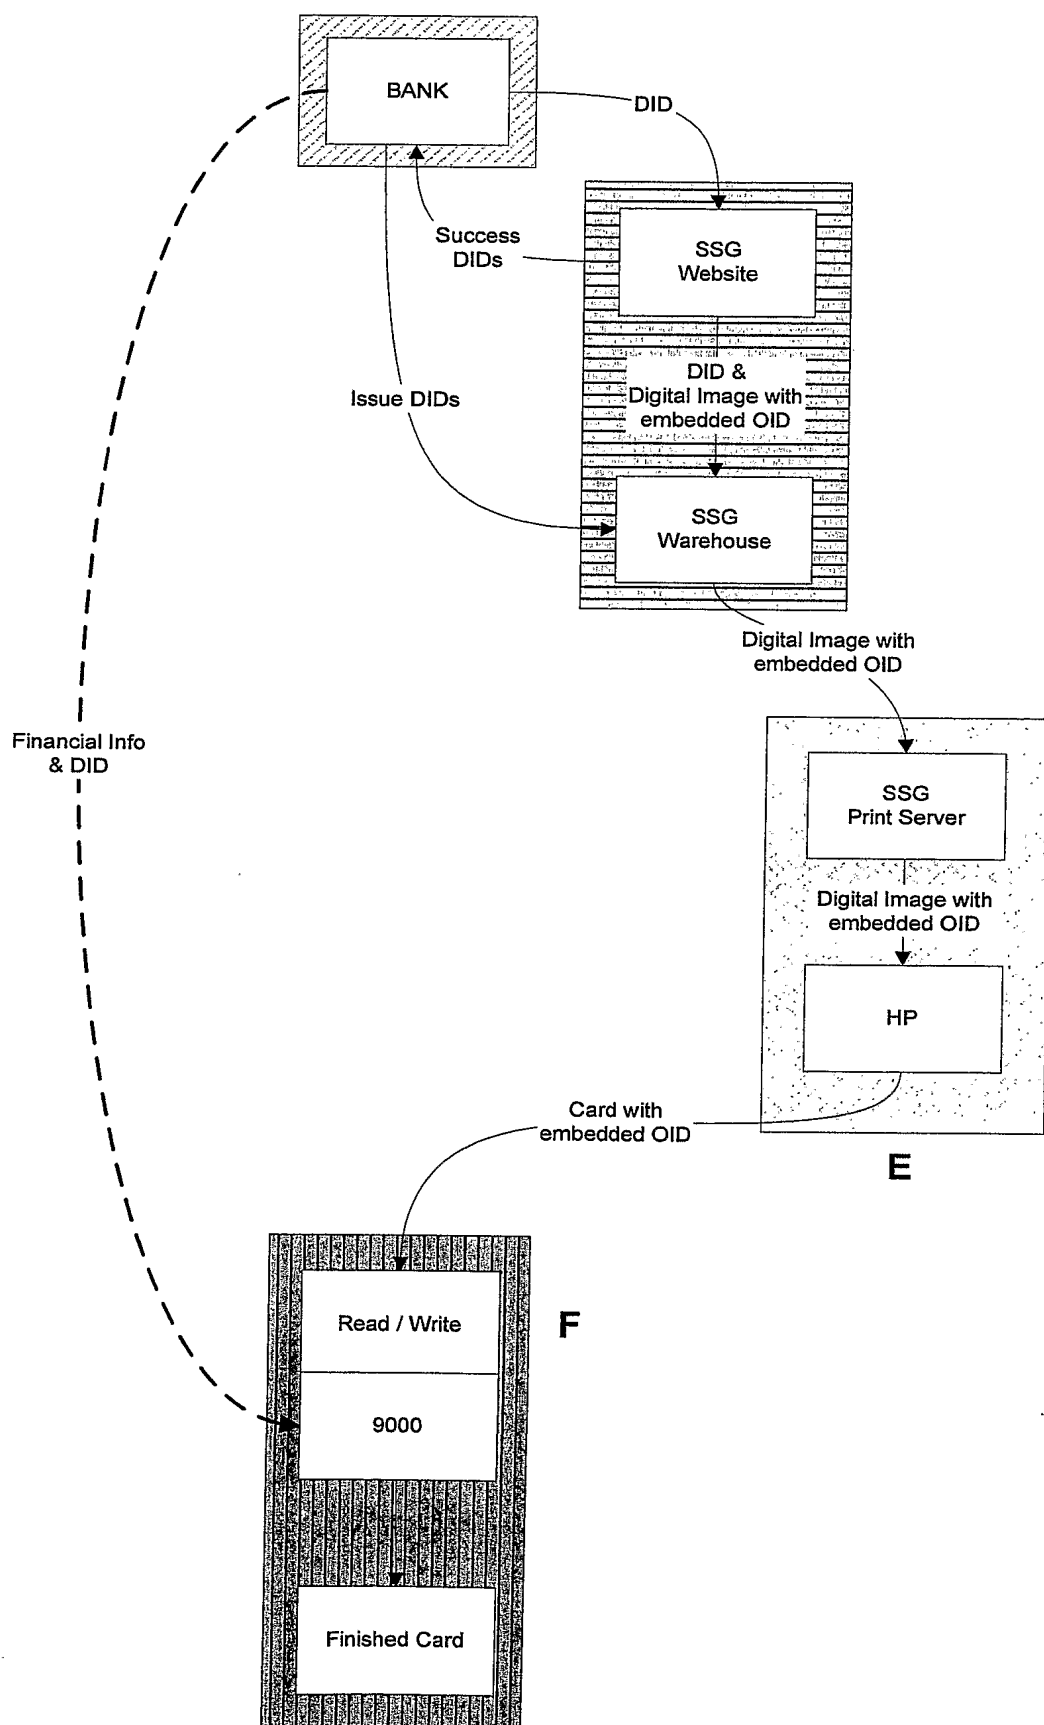 BANK
DID
SSG
Website
Success
DIDs
DID &
Digital Image with
embedded OID
Issue DIDs
SSG
Warehouse
Digital Image with
embedded OID
Financial Info
& DID
SSG
Print Server
Digital Image with
embedded OID
HP
Card with
embedded OID
E
Read / Write
F
9000
Finished Card